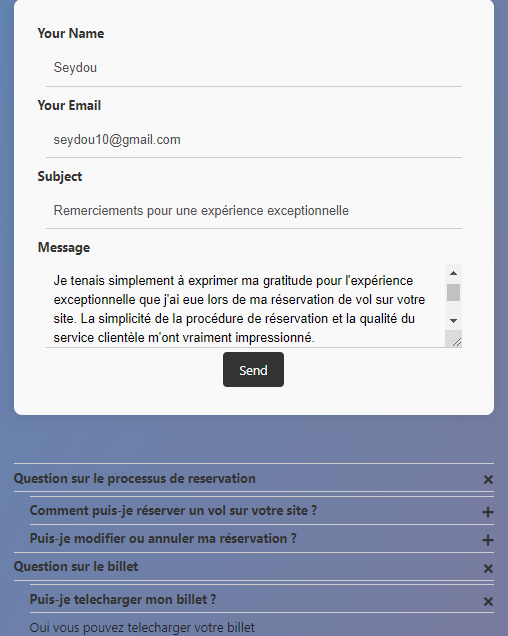 Your Name
Seydou
Your Email
seydou10@gmail.com
Subject
Remerciements pour une expérience exceptionnelle
Message
Je tenais simplement à exprimer ma gratitude pour l'expérience
exceptionnelle que j'ai eue lors de ma réservation de vol sur votre
site. La simplicité de la procédure de réservation et la qualité du
service clientèle m'ont vraiment impressionné.
Send
Question sur le processus de reservation
Comment puis-je réserver un vol sur votre site ?
Puis-je modifier ou annuler ma réservation ?
Question sur le billet
Puis-je telecharger mon billet ?
Oui vous pouvez telecharger votre billet